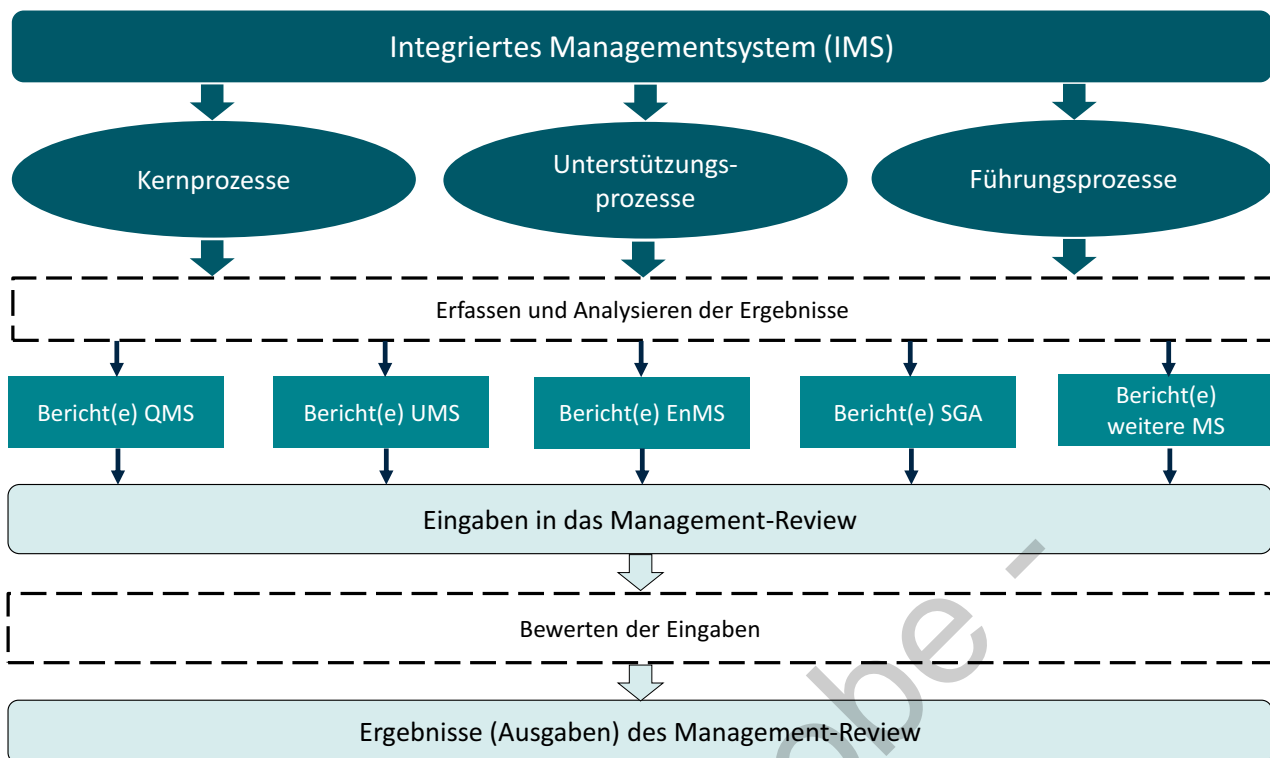 Integriertes Managementsystem (IMS)
Kernprozesse
Unterstützungs-
prozesse
Führungsprozesse
Erfassen und Analysieren der Ergebnisse
Bericht(e) QMS
Bericht(e) UMS
Bericht(e) EnMS
Bericht(e) SGA
Bericht(e)
weitere MS
Eingaben in das Management-Review
Bewerten der Eingaben
Ergebnisse (Ausgaben) des Management-Review